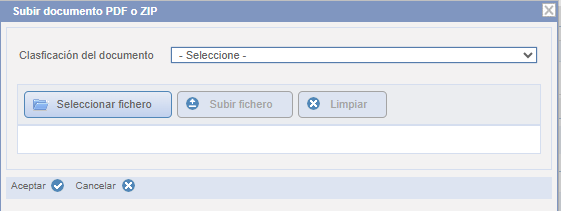 Subir documento PDF o ZIP
Clasficación del documento - Seleccione -
Seleccionar fichero Subir fichero Limpiar
Aceptar Cancelar